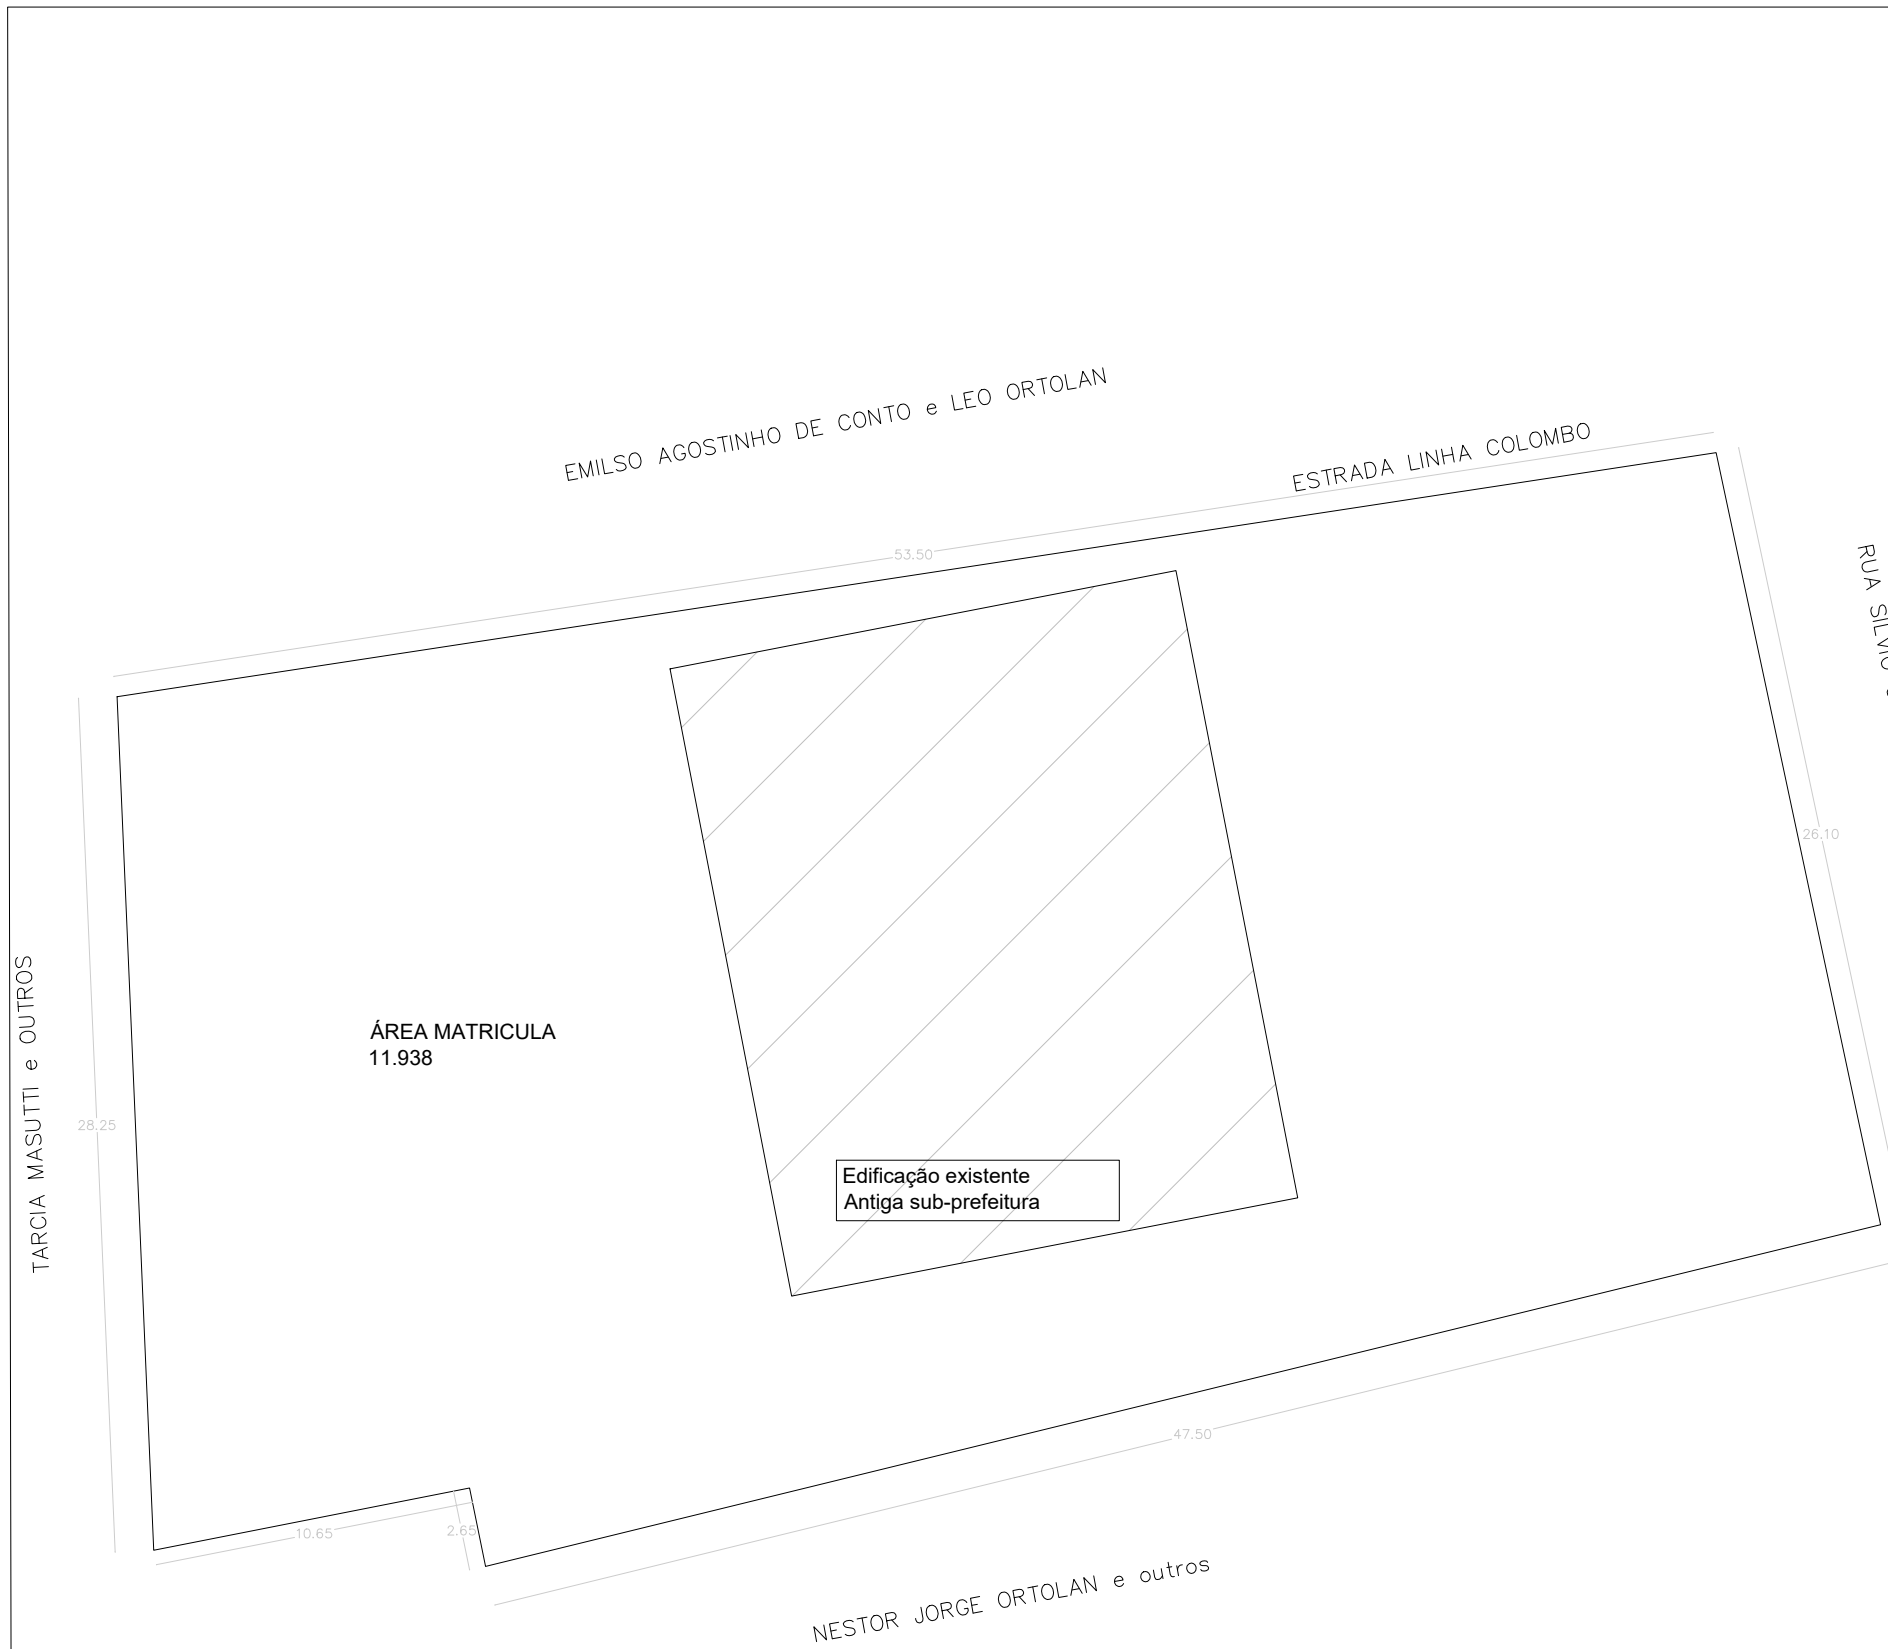 EMILSO AGOSTINHO DE CONTO e LEO ORTOLAN
ESTRADA LINHA COLOMBO
53.50
RUA SILVIO
26.10
TARCIA MASUTTI e OUTROS
28.25
ÁREA MATRICULA
11.938
Edificação existente
Antiga sub-prefeitura
47.50
10.65
2.65
NESTOR JORGE ORTOLAN e outros